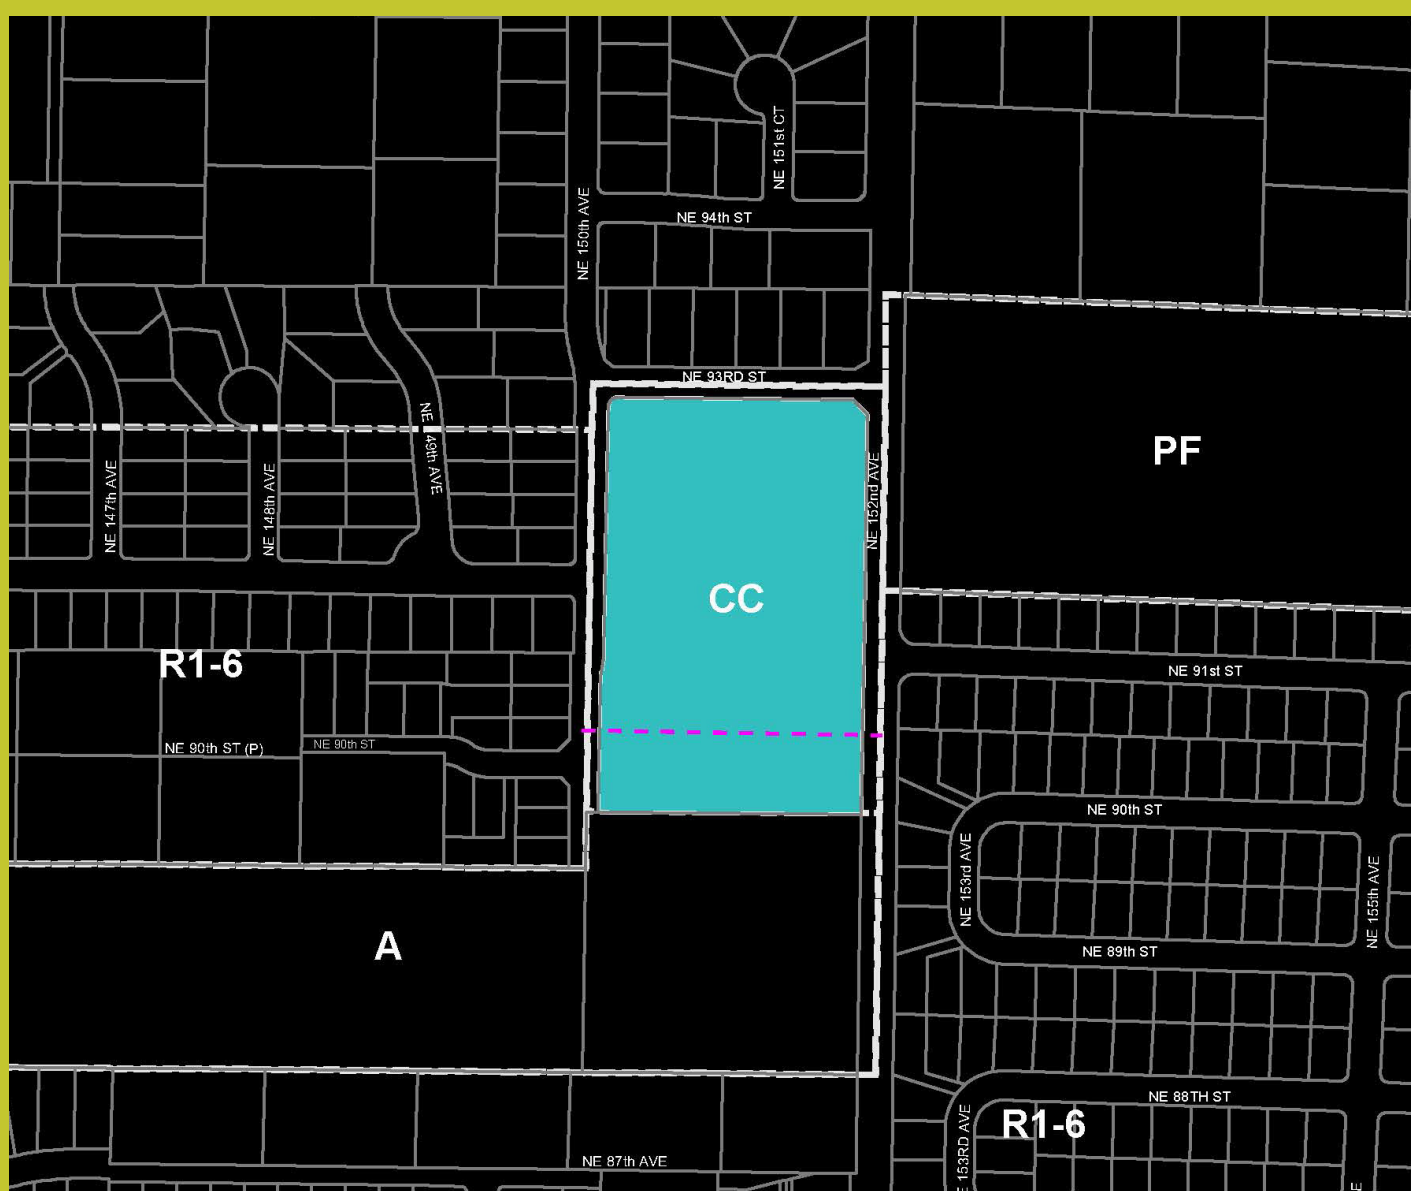 NE 151st CT
NE 150th AVE
NE 94th ST
NE 93RD ST
NE 149th AVE
PF
NE 147th AVE
NE 148th AVE
NE 152nd AVE
CC
R1-6
NE 91st ST
NE 90th ST (P)
NE 90th ST
NE 90th ST
NE 153rd AVE
NE 155th AVE
A
NE 89th ST
NE 88TH ST
R1-6
153RD AVE
NE 87th AVE